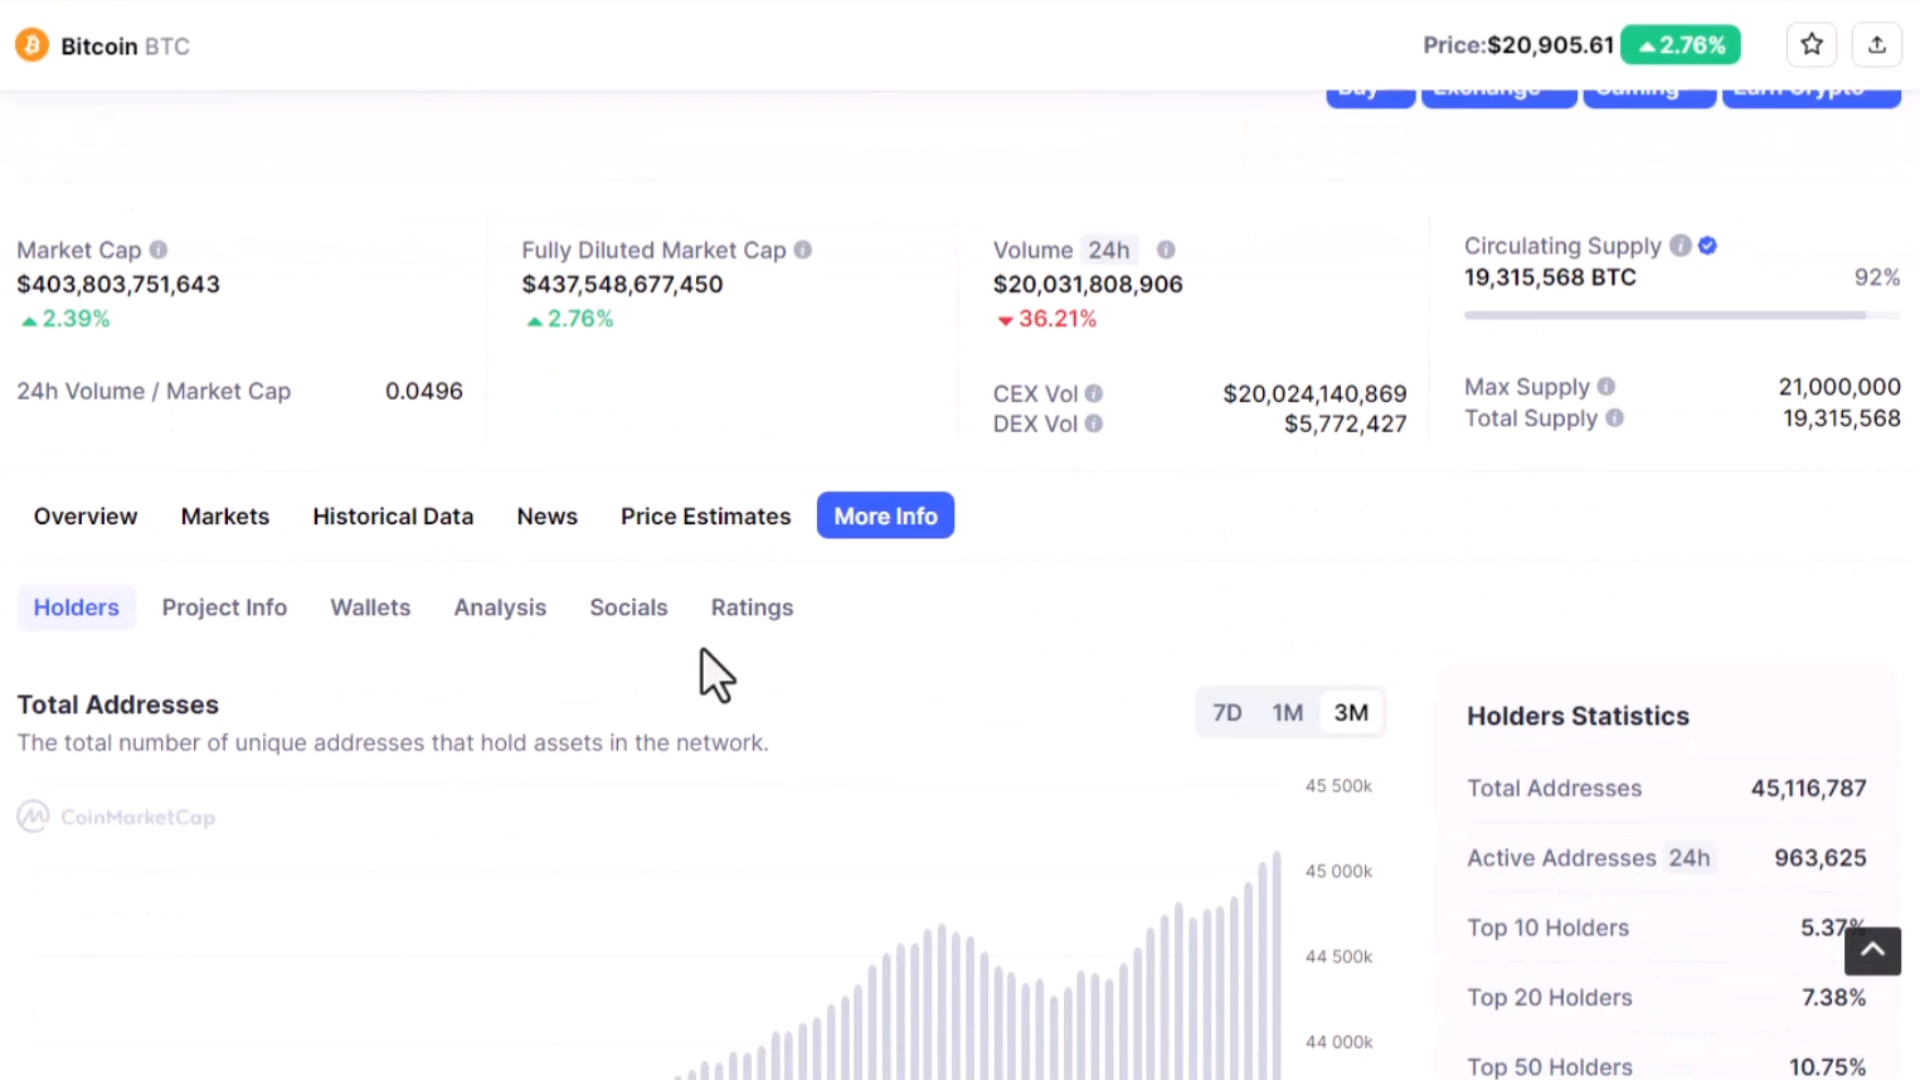 Bitcoin BTC
Price:$20,905.61 2.76%
Buy Exchange Gaming Earn Crypto
Market Cap
$403,803,751,643
2.39%
24h Volume / Market Cap 0.0496
Fully Diluted Market Cap
$437,548,677,450
2.76%
Volume 24h
$20,031,808,906
36.21%
CEX Vol $20,024,140,869
DEX Vol $5,772,427
Circulating Supply
19,315,568 BTC 92%
Max Supply 21,000,000
Total Supply 19,315,568
Overview Markets Historical Data News Price Estimates More Info
Holders Project Info Wallets Analysis Socials Ratings
Total Addresses
The total number of unique addresses that hold assets in the network.
7D 1M 3M
CoinMarketCap
45 500k
45 000k
44 500k
44 000k
Holders Statistics
Total Addresses 45,116,787
Active Addresses 24h 963,625
Top 10 Holders 5.37%
Top 20 Holders 7.38%
Top 50 Holders 10.75%